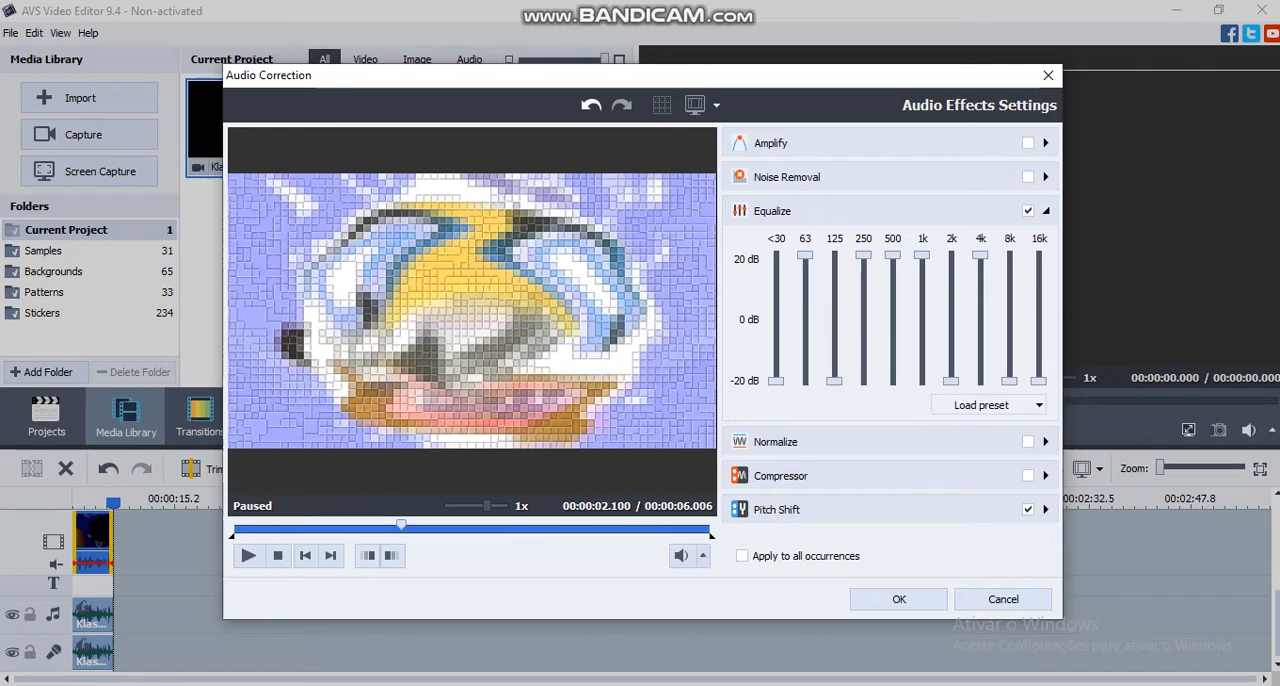 AVS Video Editor 9.4 - Non-activated
www.BANDICAM.com
File Edit View Help
Media Library
Current Project
All Video Image Audio
Audio Correction
Import
Capture
Screen Capture
Audio Effects Settings
Amplify
Noise Removal
Equalize
<30 63 125 250 500 1k 2k 4k 8k 16k
20 dB
0 dB
-20 dB
Load preset
Normalize
Compressor
Pitch Shift
Apply to all occurrences
OK Cancel
Kla
Folders
Current Project 1
Samples 31
Backgrounds 65
Patterns 33
Stickers 234
Add Folder Delete Folder
Projects Media Library Transitions
Paused 1x 00:00:02.100 / 00:00:06.006
1x 00:00:00.000 / 00:00:00.000
Trim
Zoom:
00:00:15.2
00:02:32.5 00:02:47.8
T
Klas...
Klas...
Ativar o Windows
Acesse Configurações para ativar o Windows.